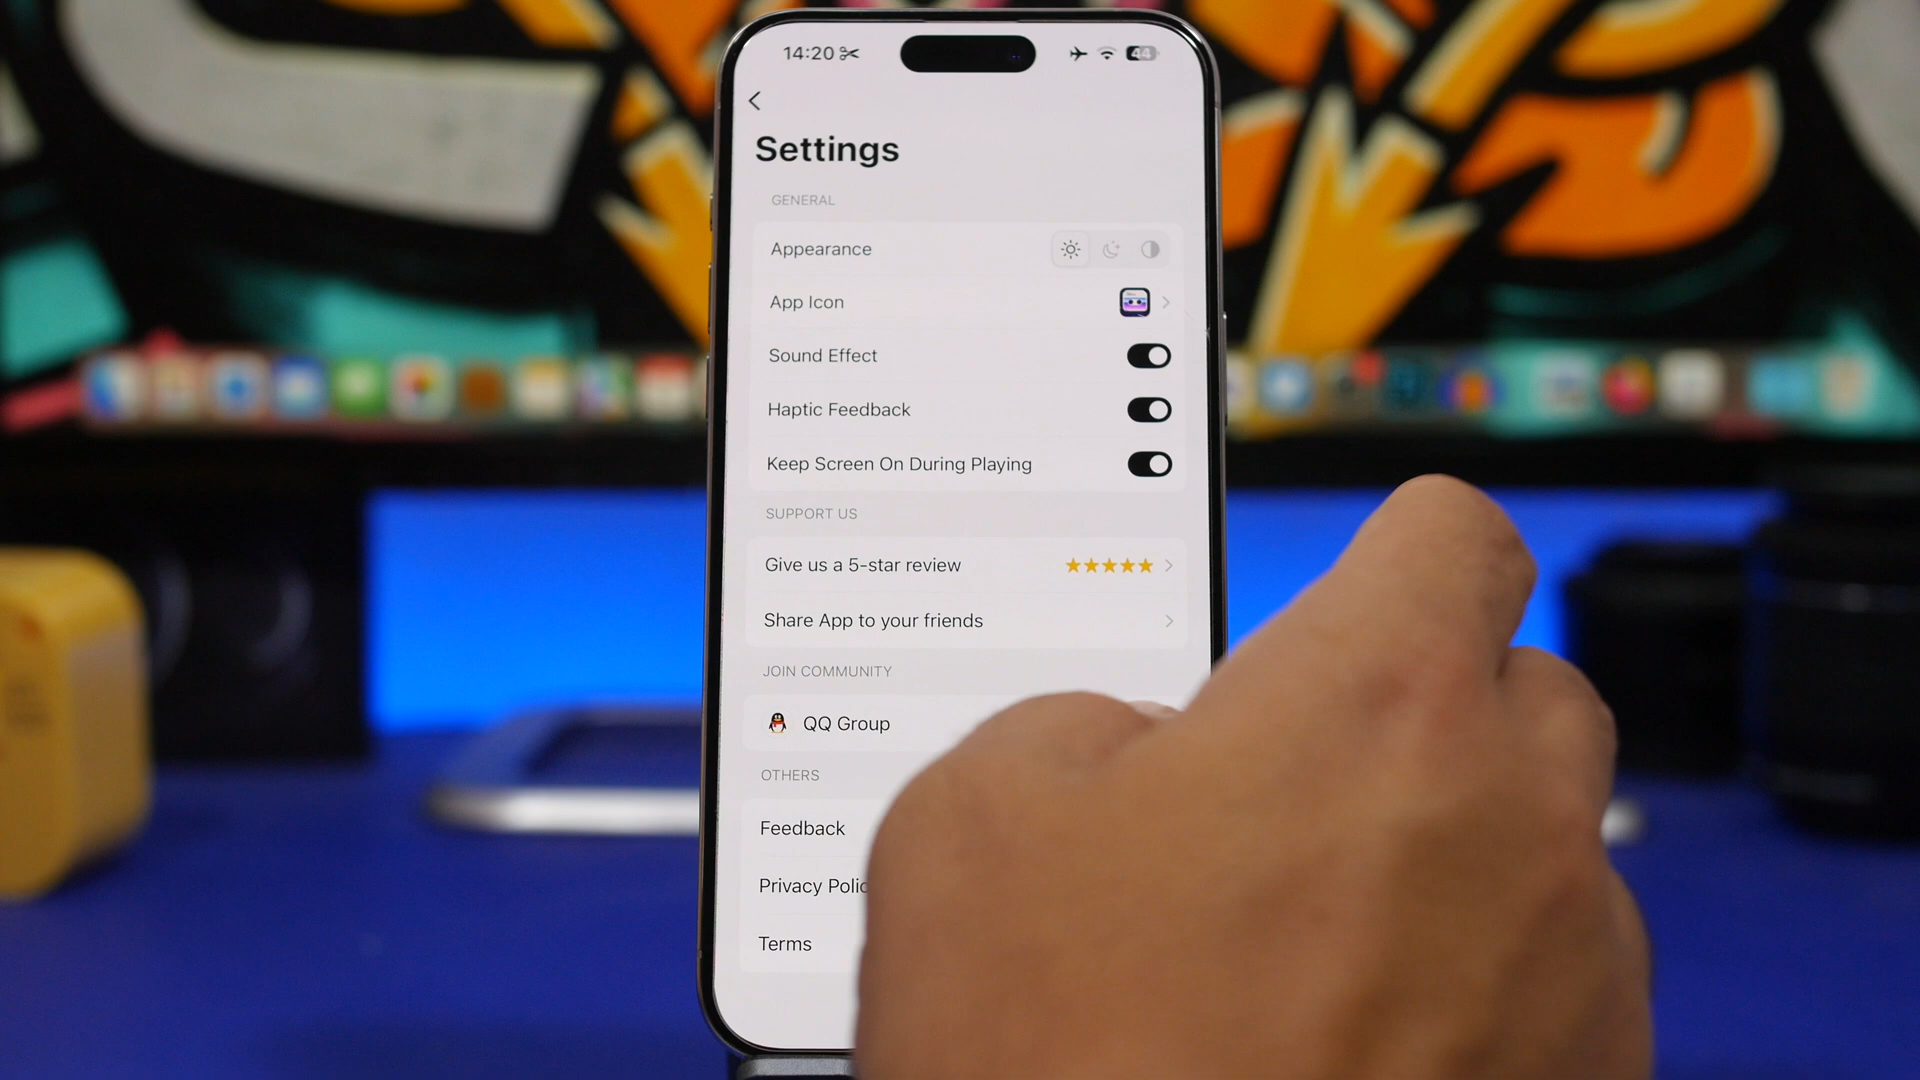 14:20
44
Settings
GENERAL
Appearance
App Icon
Sound Effect
Haptic Feedback
Keep Screen On During Playing
SUPPORT US
Give us a 5-star review
Share App to your friends
JOIN COMMUNITY
QQ Group
OTHERS
Feedback
Privacy Polic
Terms